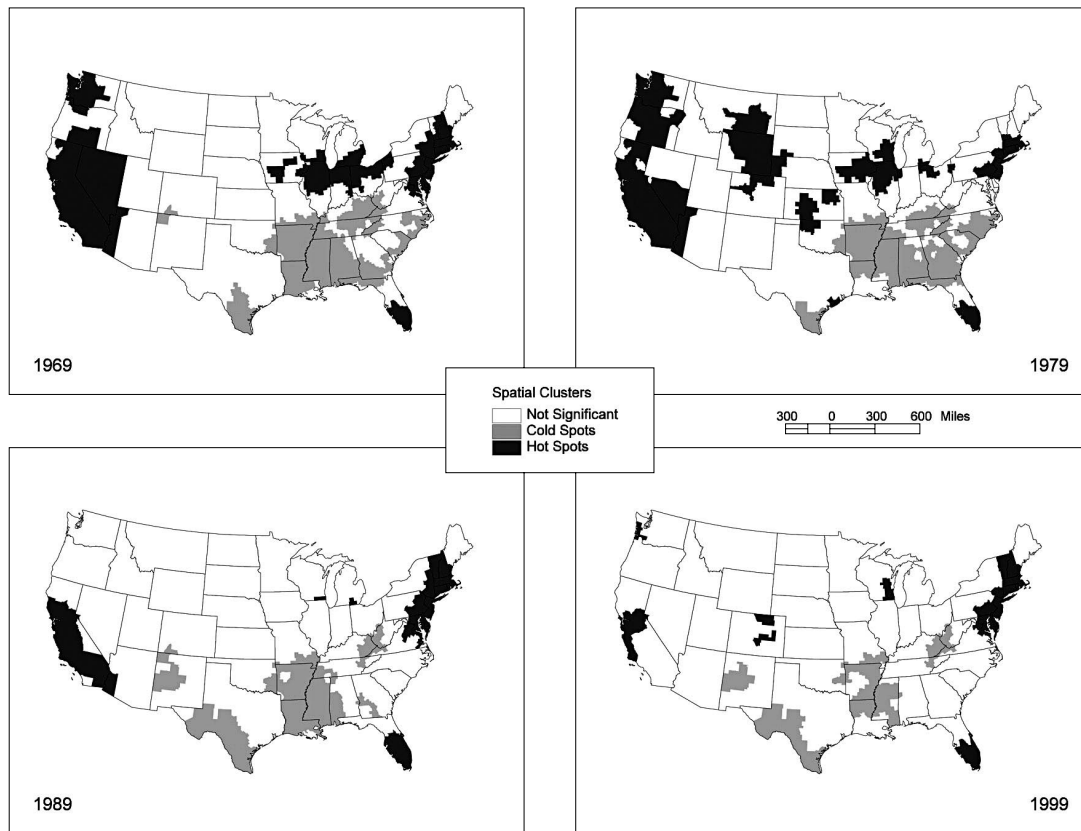 1969
1979
Spatial Clusters
Not Significant
Cold Spots
Hot Spots
300 0 300 600 Miles
1989
1999